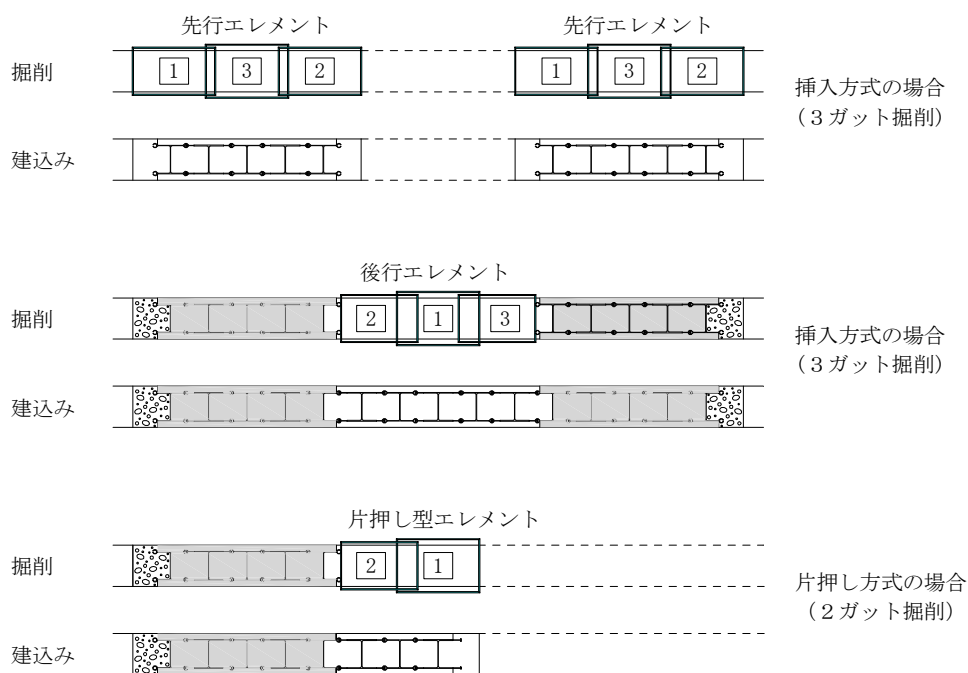 先行エレメント 先行エレメント
掘削 1 3 2 1 3 2
挿入方式の場合
（３ガット掘削）
建込み
後行エレメント
掘削 2 1 3
挿入方式の場合
（３ガット掘削）
建込み
片押し型エレメント
掘削 2 1
片押し方式の場合
（２ガット掘削）
建込み